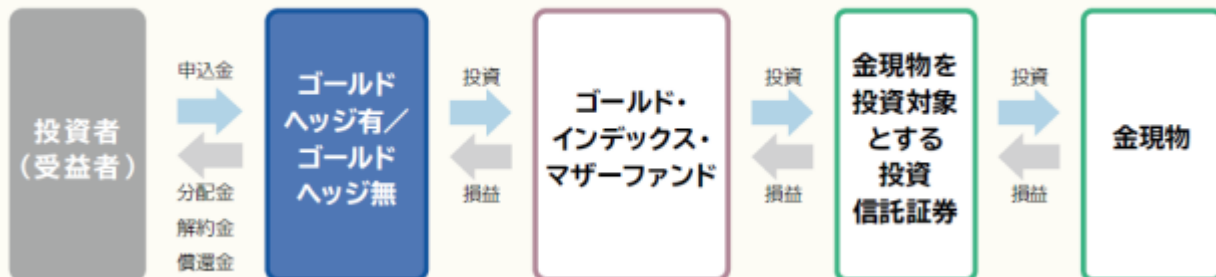 投資者
(受益者)
申込金
分配金
解約金
償還金
ゴールド
ヘッジ有/
ゴールド
ヘッジ無
投資
損益
ゴールド・
インデックス・
マザーファンド
投資
損益
金現物を
投資対象
とする
投資
信託証券
投資
損益
金現物